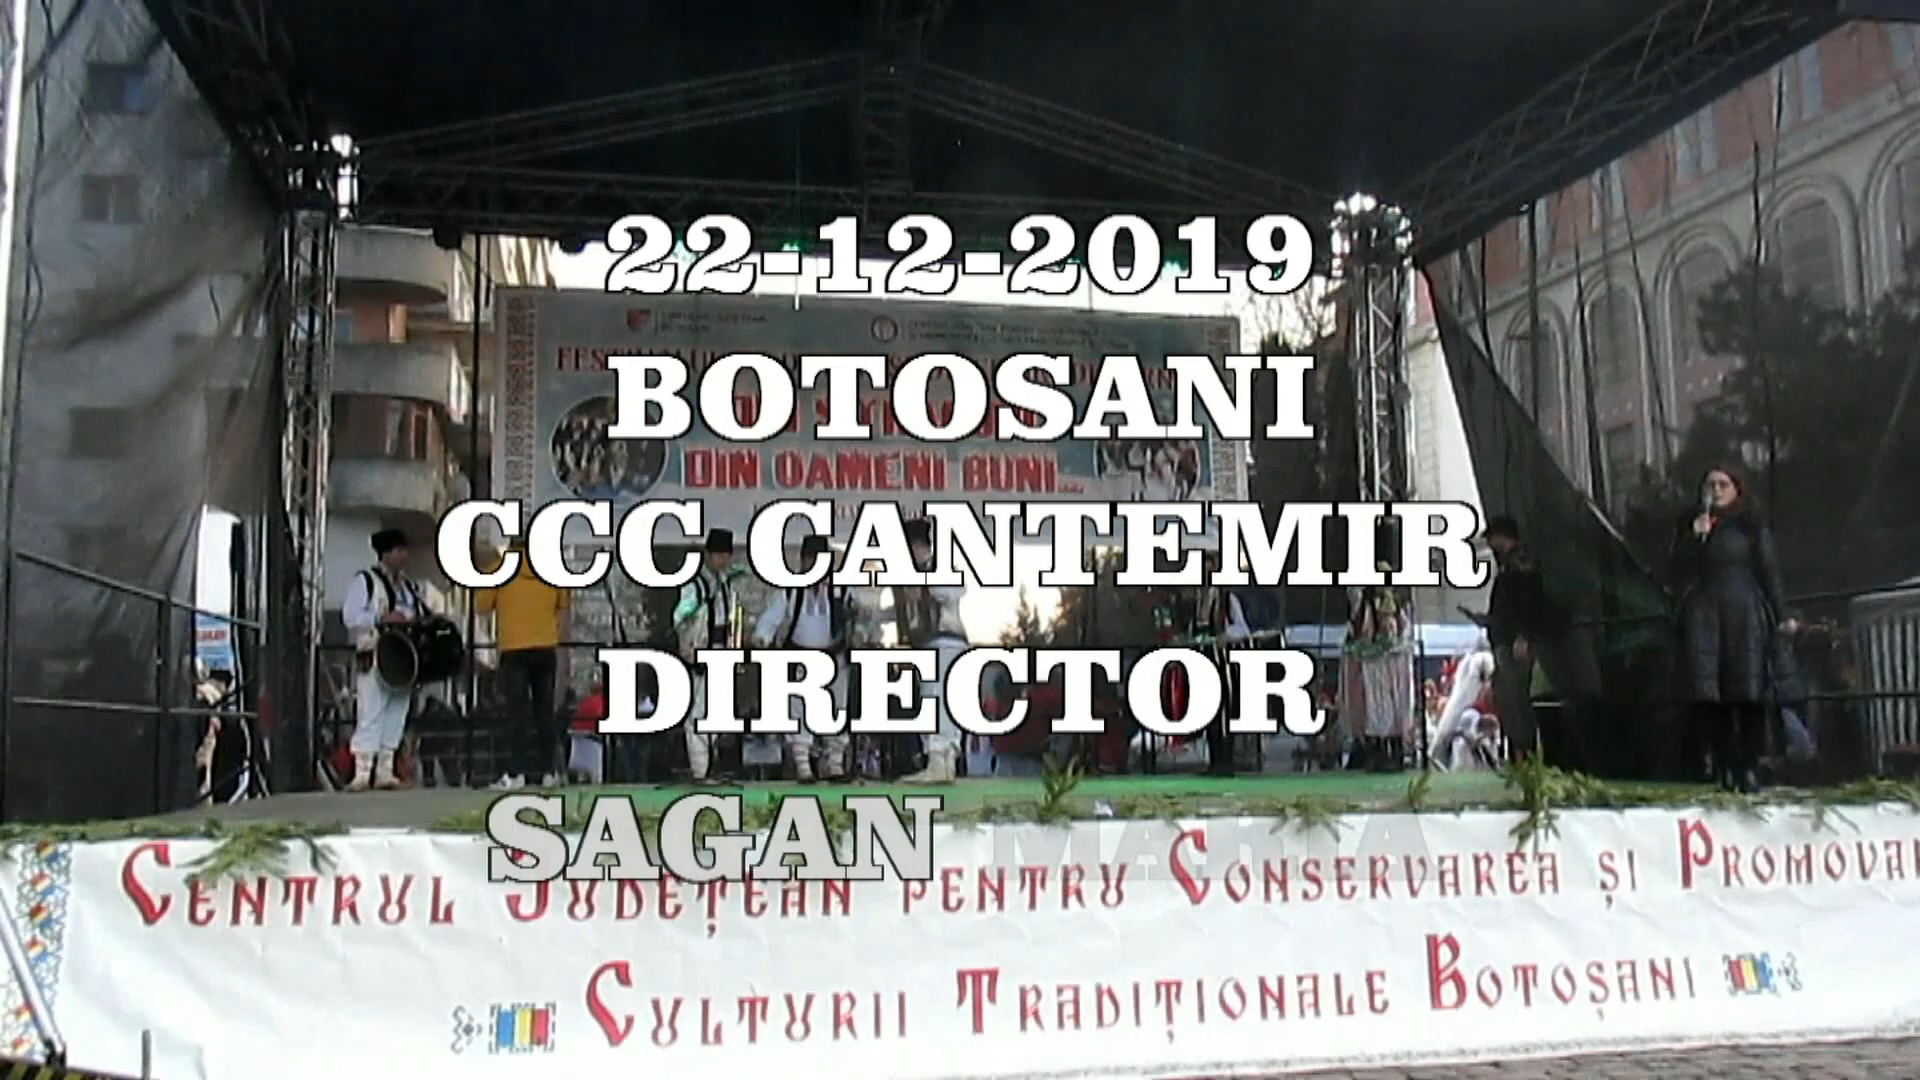 22-12-2019
BOTOSANI
DIN OAMENI BUNI...
CCC CANTEMIR
DIRECTOR
SAGAN MARIA
CENTRUL JUDEȚEAN PENTRU CONSERVAREA ȘI PROMOVAR
CULTURII TRADIȚIONALE BOTOȘANI